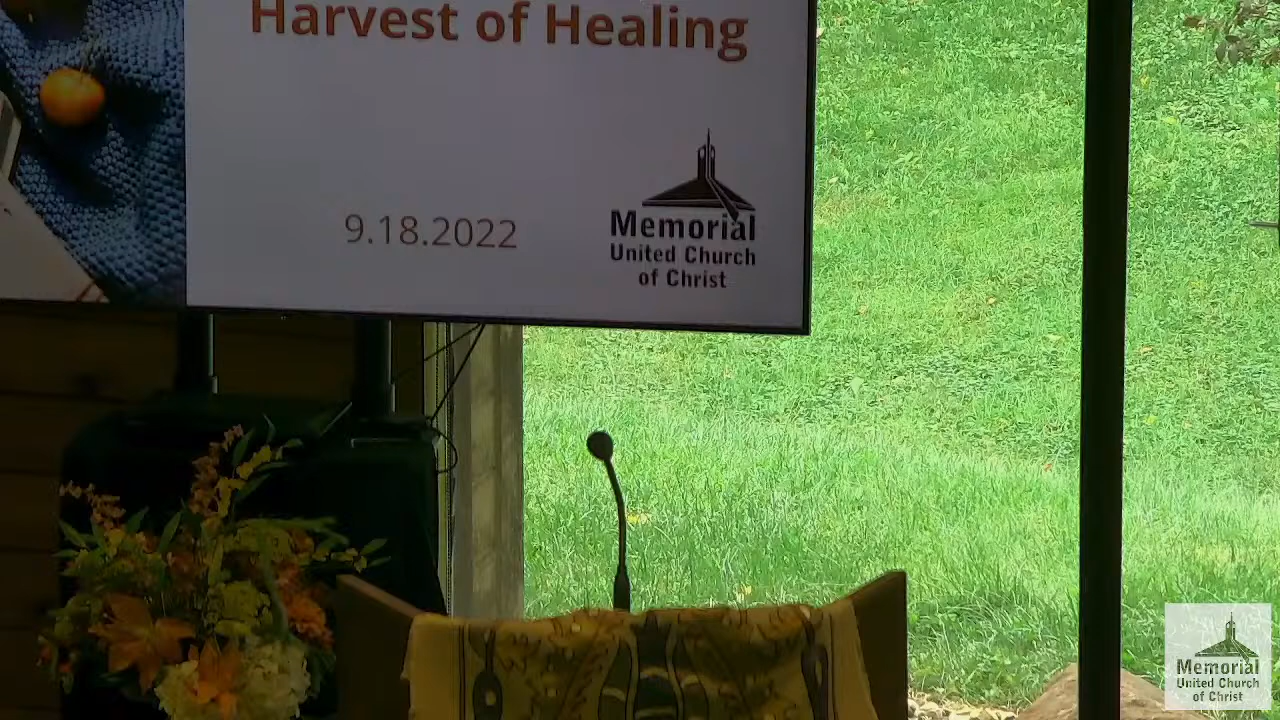 Harvest of Healing
9.18.2022
Memorial
United Church
of Christ
Memorial
United Church
of Christ